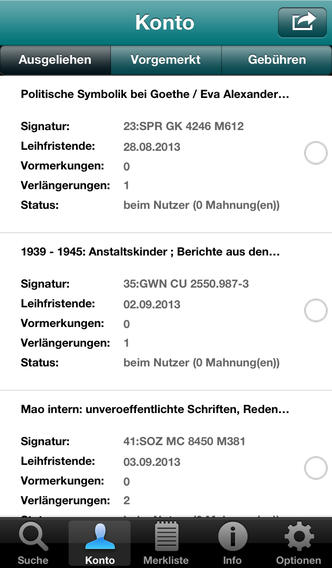 Konto
Ausgeliehen Vorgemerkt Gebühren
Politische Symbolik bei Goethe / Eva Alexander...
Signatur: 23:SPR GK 4246 M612
Leihfristende: 28.08.2013
Vormerkungen: 0
Verlängerungen: 1
Status: beim Nutzer (0 Mahnung(en))
1939 - 1945: Anstaltskinder ; Berichte aus den...
Signatur: 35:GWN CU 2550.987-3
Leihfristende: 02.09.2013
Vormerkungen: 0
Verlängerungen: 1
Status: beim Nutzer (0 Mahnung(en))
Mao intern: unveroeffentlichte Schriften, Reden...
Signatur: 41:SOZ MC 8450 M381
Leihfristende: 03.09.2013
Vormerkungen: 0
Verlängerungen: 2
Suche Konto Merkliste Info Optionen